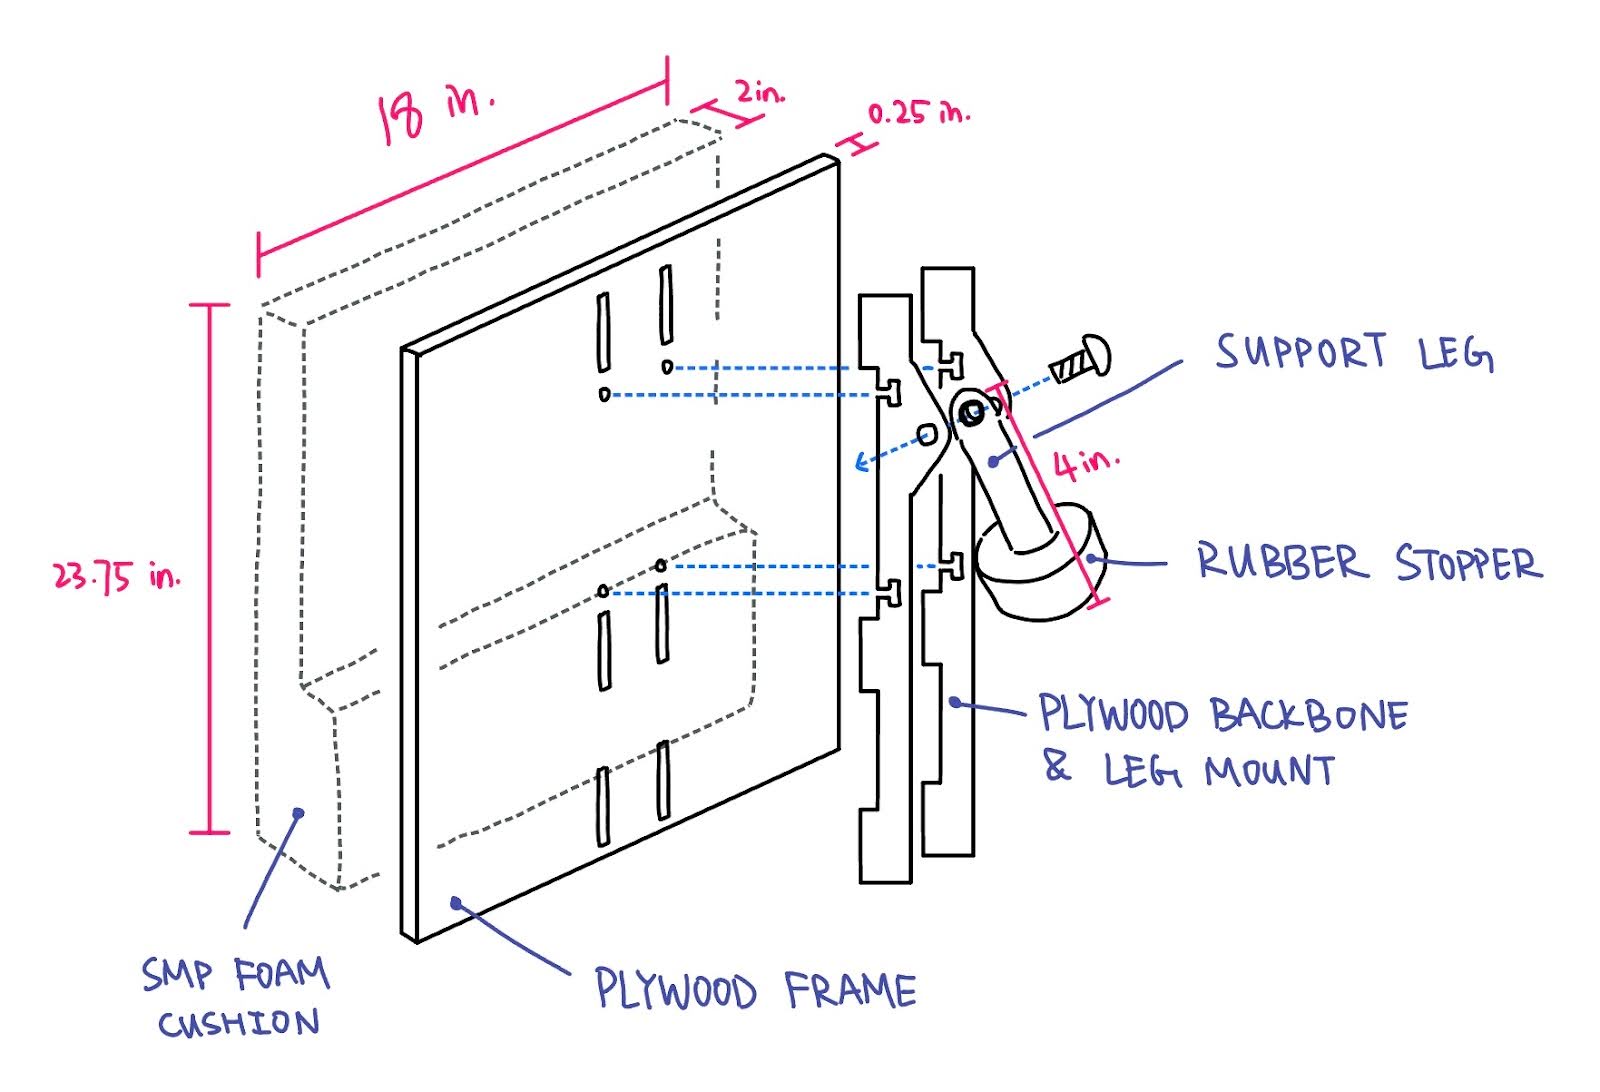 18 in.
2in.
0.25 in.
SUPPORT LEG
4in.
23.75 in.
RUBBER STOPPER
PLYWOOD BACKBONE
& LEG MOUNT
SMP FOAM
CUSHION
PLYWOOD FRAME